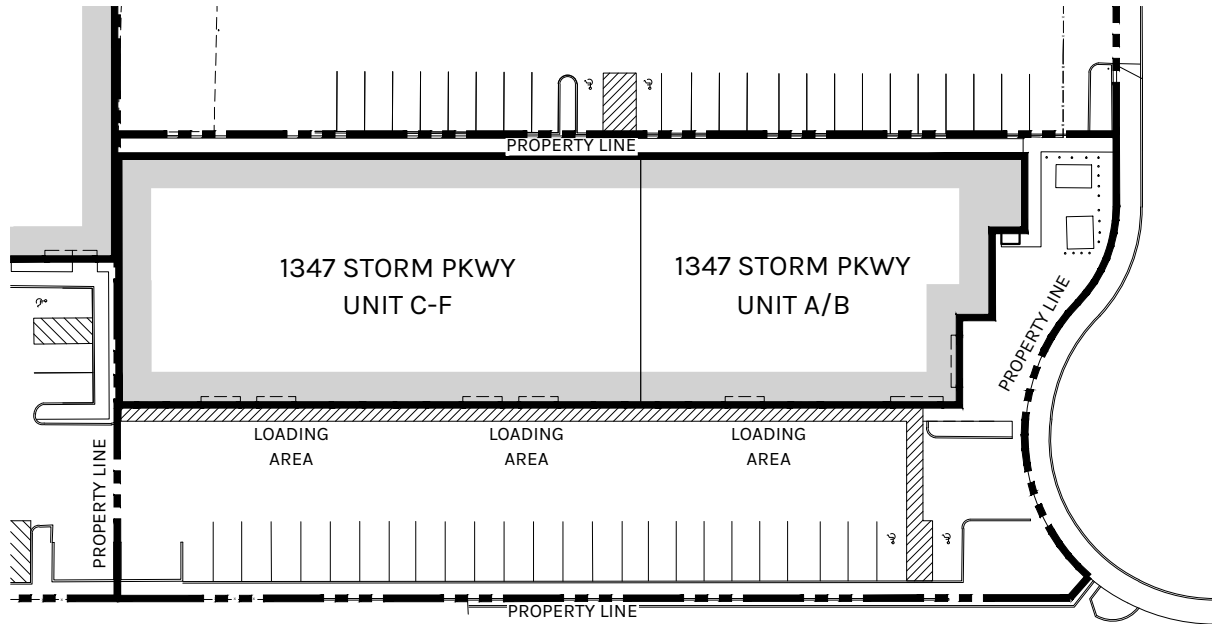 PROPERTY LINE
1347 STORM PKWY
UNIT C-F
1347 STORM PKWY
UNIT A/B
PROPERTY LINE
LOADING
AREA
LOADING
AREA
LOADING
AREA
PROPERTY LINE
PROPERTY LINE